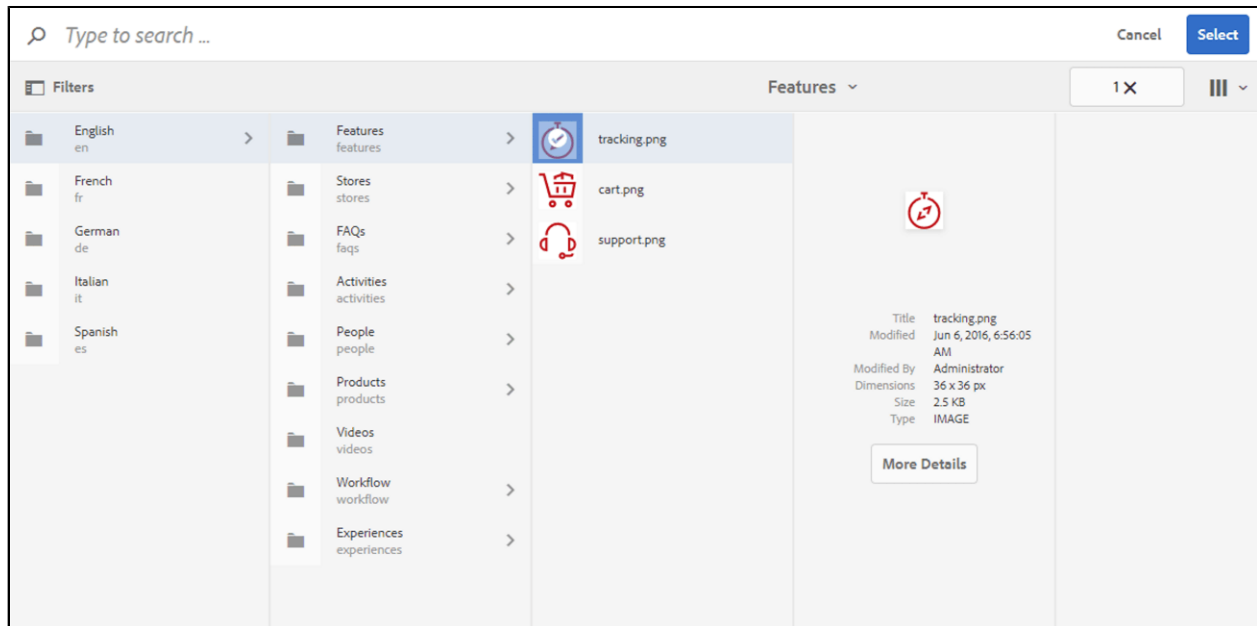 Type to search ...
Cancel
Select
Filters
Features
1
English
en
French
fr
German
de
Italian
it
Spanish
es
Features
features
Stores
stores
FAQs
faqs
Activities
activities
People
people
Products
products
Videos
videos
Workflow
workflow
Experiences
experiences
tracking.png
cart.png
support.png
Title tracking.png
Modified Jun 6, 2016, 6:56:05
AM
Modified By Administrator
Dimensions 36 x 36 px
Size 2.5 KB
Type IMAGE
More Details